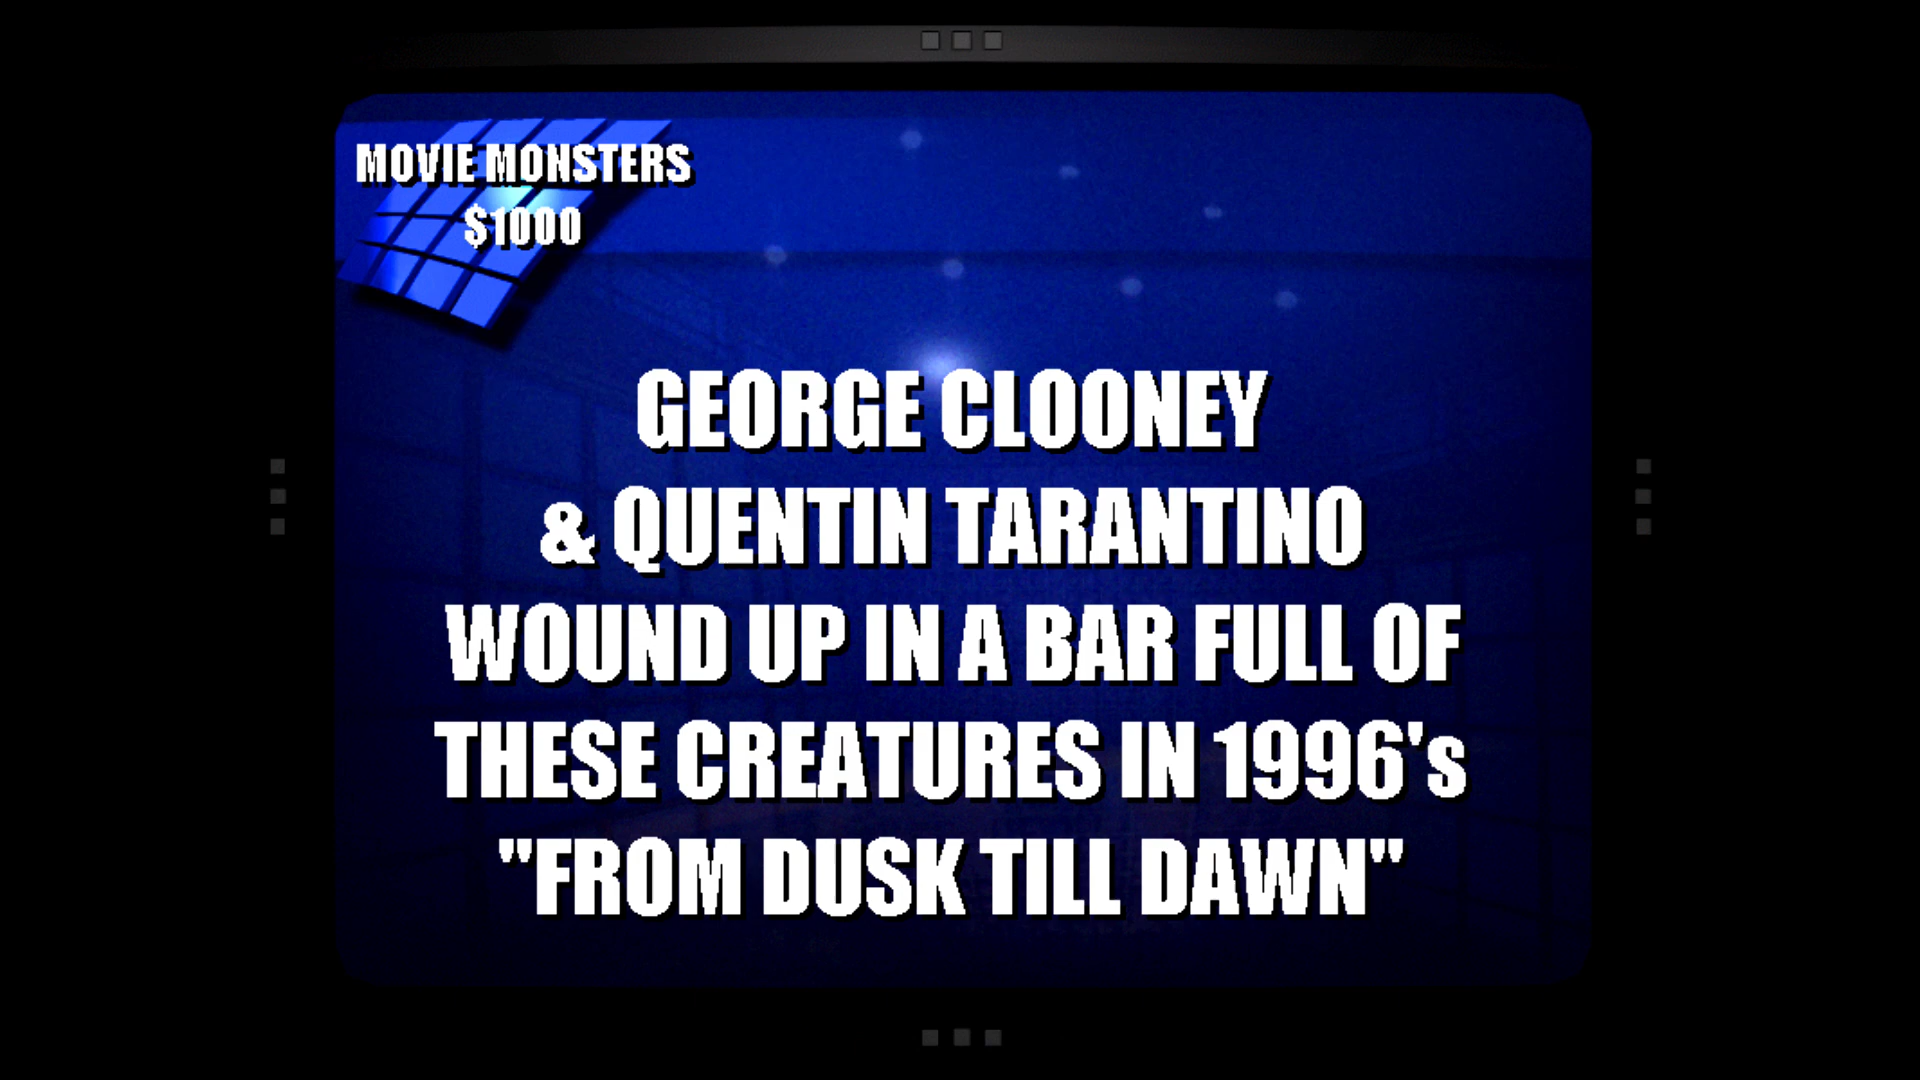 MOVIE MONSTERS
$1000
GEORGE CLOONEY
& QUENTIN TARANTINO
WOUND UP IN A BAR FULL OF
THESE CREATURES IN 1996's
"FROM DUSK TILL DAWN"